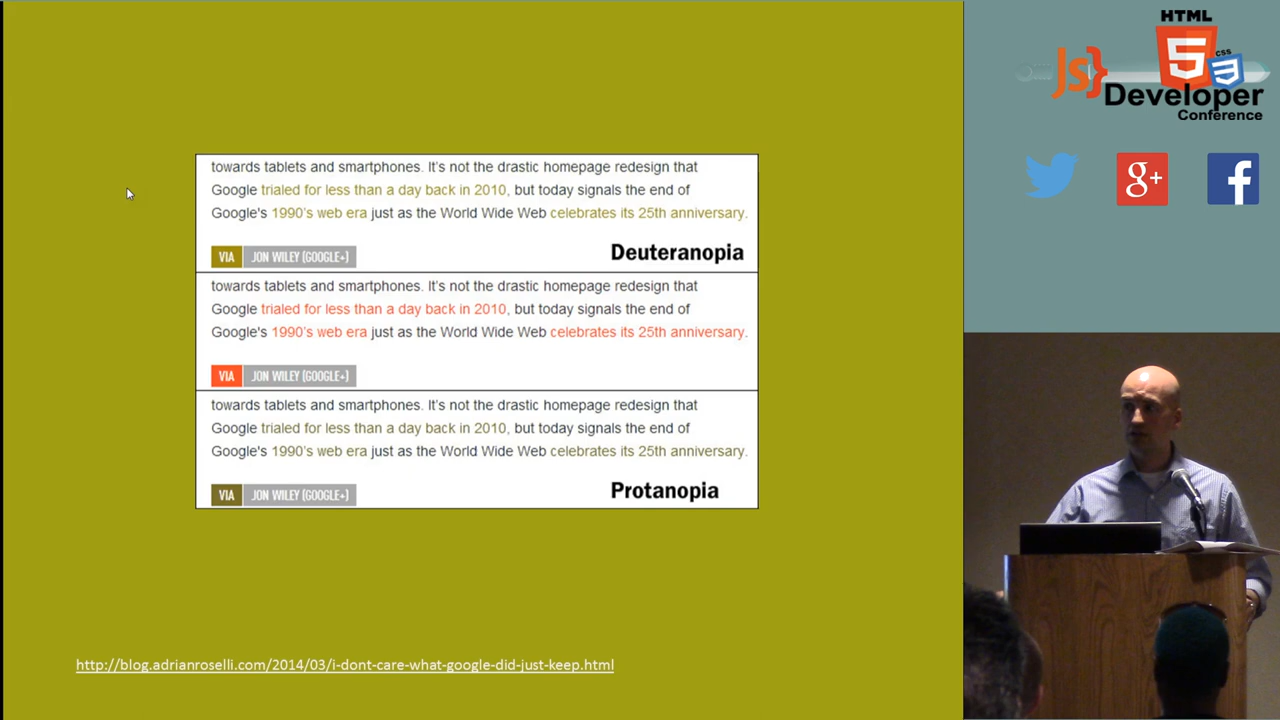 towards tablets and smartphones. It's not the drastic homepage redesign that
Google trialed for less than a day back in 2010, but today signals the end of
Google's 1990's web era just as the World Wide Web celebrates its 25th anniversary.
VIA JON WILEY (GOOGLE+)
Deuteranopia
towards tablets and smartphones. It's not the drastic homepage redesign that
Google trialed for less than a day back in 2010, but today signals the end of
Google's 1990's web era just as the World Wide Web celebrates its 25th anniversary.
VIA JON WILEY (GOOGLE+)
towards tablets and smartphones. It's not the drastic homepage redesign that
Google trialed for less than a day back in 2010, but today signals the end of
Google's 1990's web era just as the World Wide Web celebrates its 25th anniversary.
VIA JON WILEY (GOOGLE+)
Protanopia
http://blog.adrianroselli.com/2014/03/i-dont-care-what-google-did-just-keep.html
HTML
5
css
3
Js}
Developer
Conference
g+
f